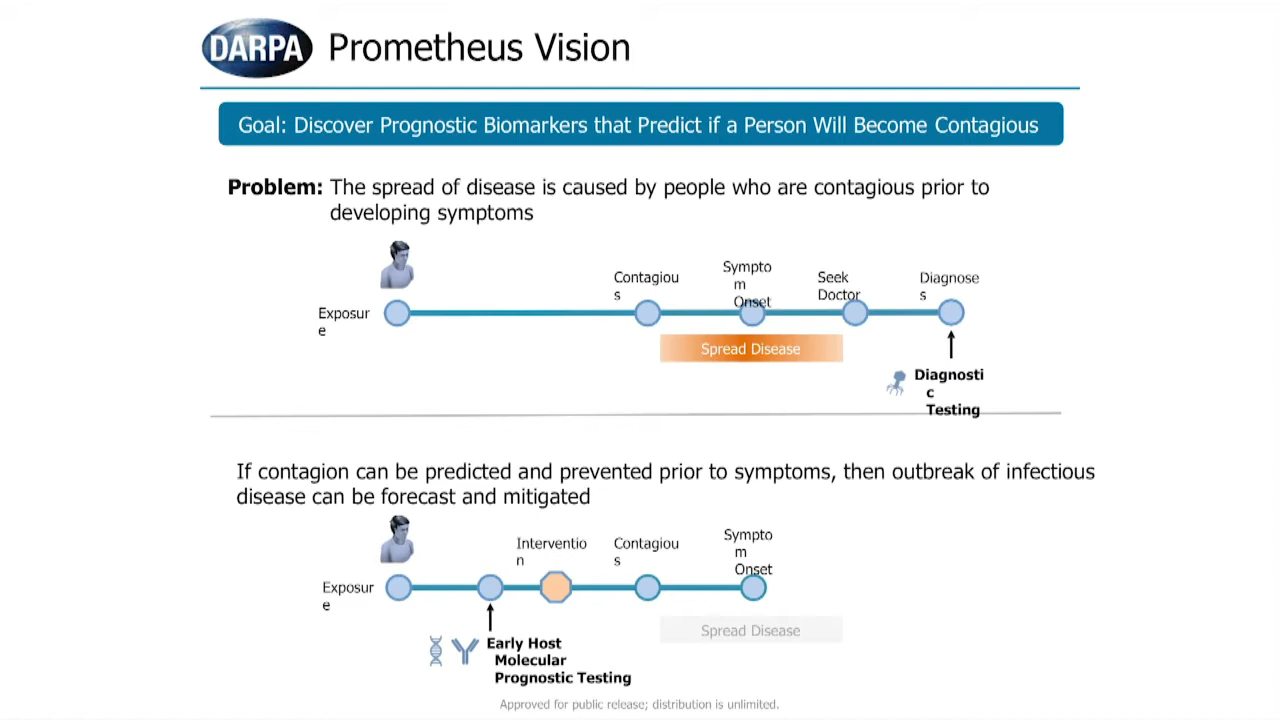 DARPA
Prometheus Vision
Goal: Discover Prognostic Biomarkers that Predict if a Person Will Become Contagious
Problem: The spread of disease is caused by people who are contagious prior to
developing symptoms
Exposur
e
Contagiou
s
Sympto
m
Onset
Seek
Doctor
Diagnose
s
Spread Disease
Diagnosti
c
Testing
If contagion can be predicted and prevented prior to symptoms, then outbreak of infectious
disease can be forecast and mitigated
Exposur
e
Interventio
n
Contagiou
s
Sympto
m
Onset
Spread Disease
Early Host
Molecular
Prognostic Testing
Approved for public release; distribution is unlimited.